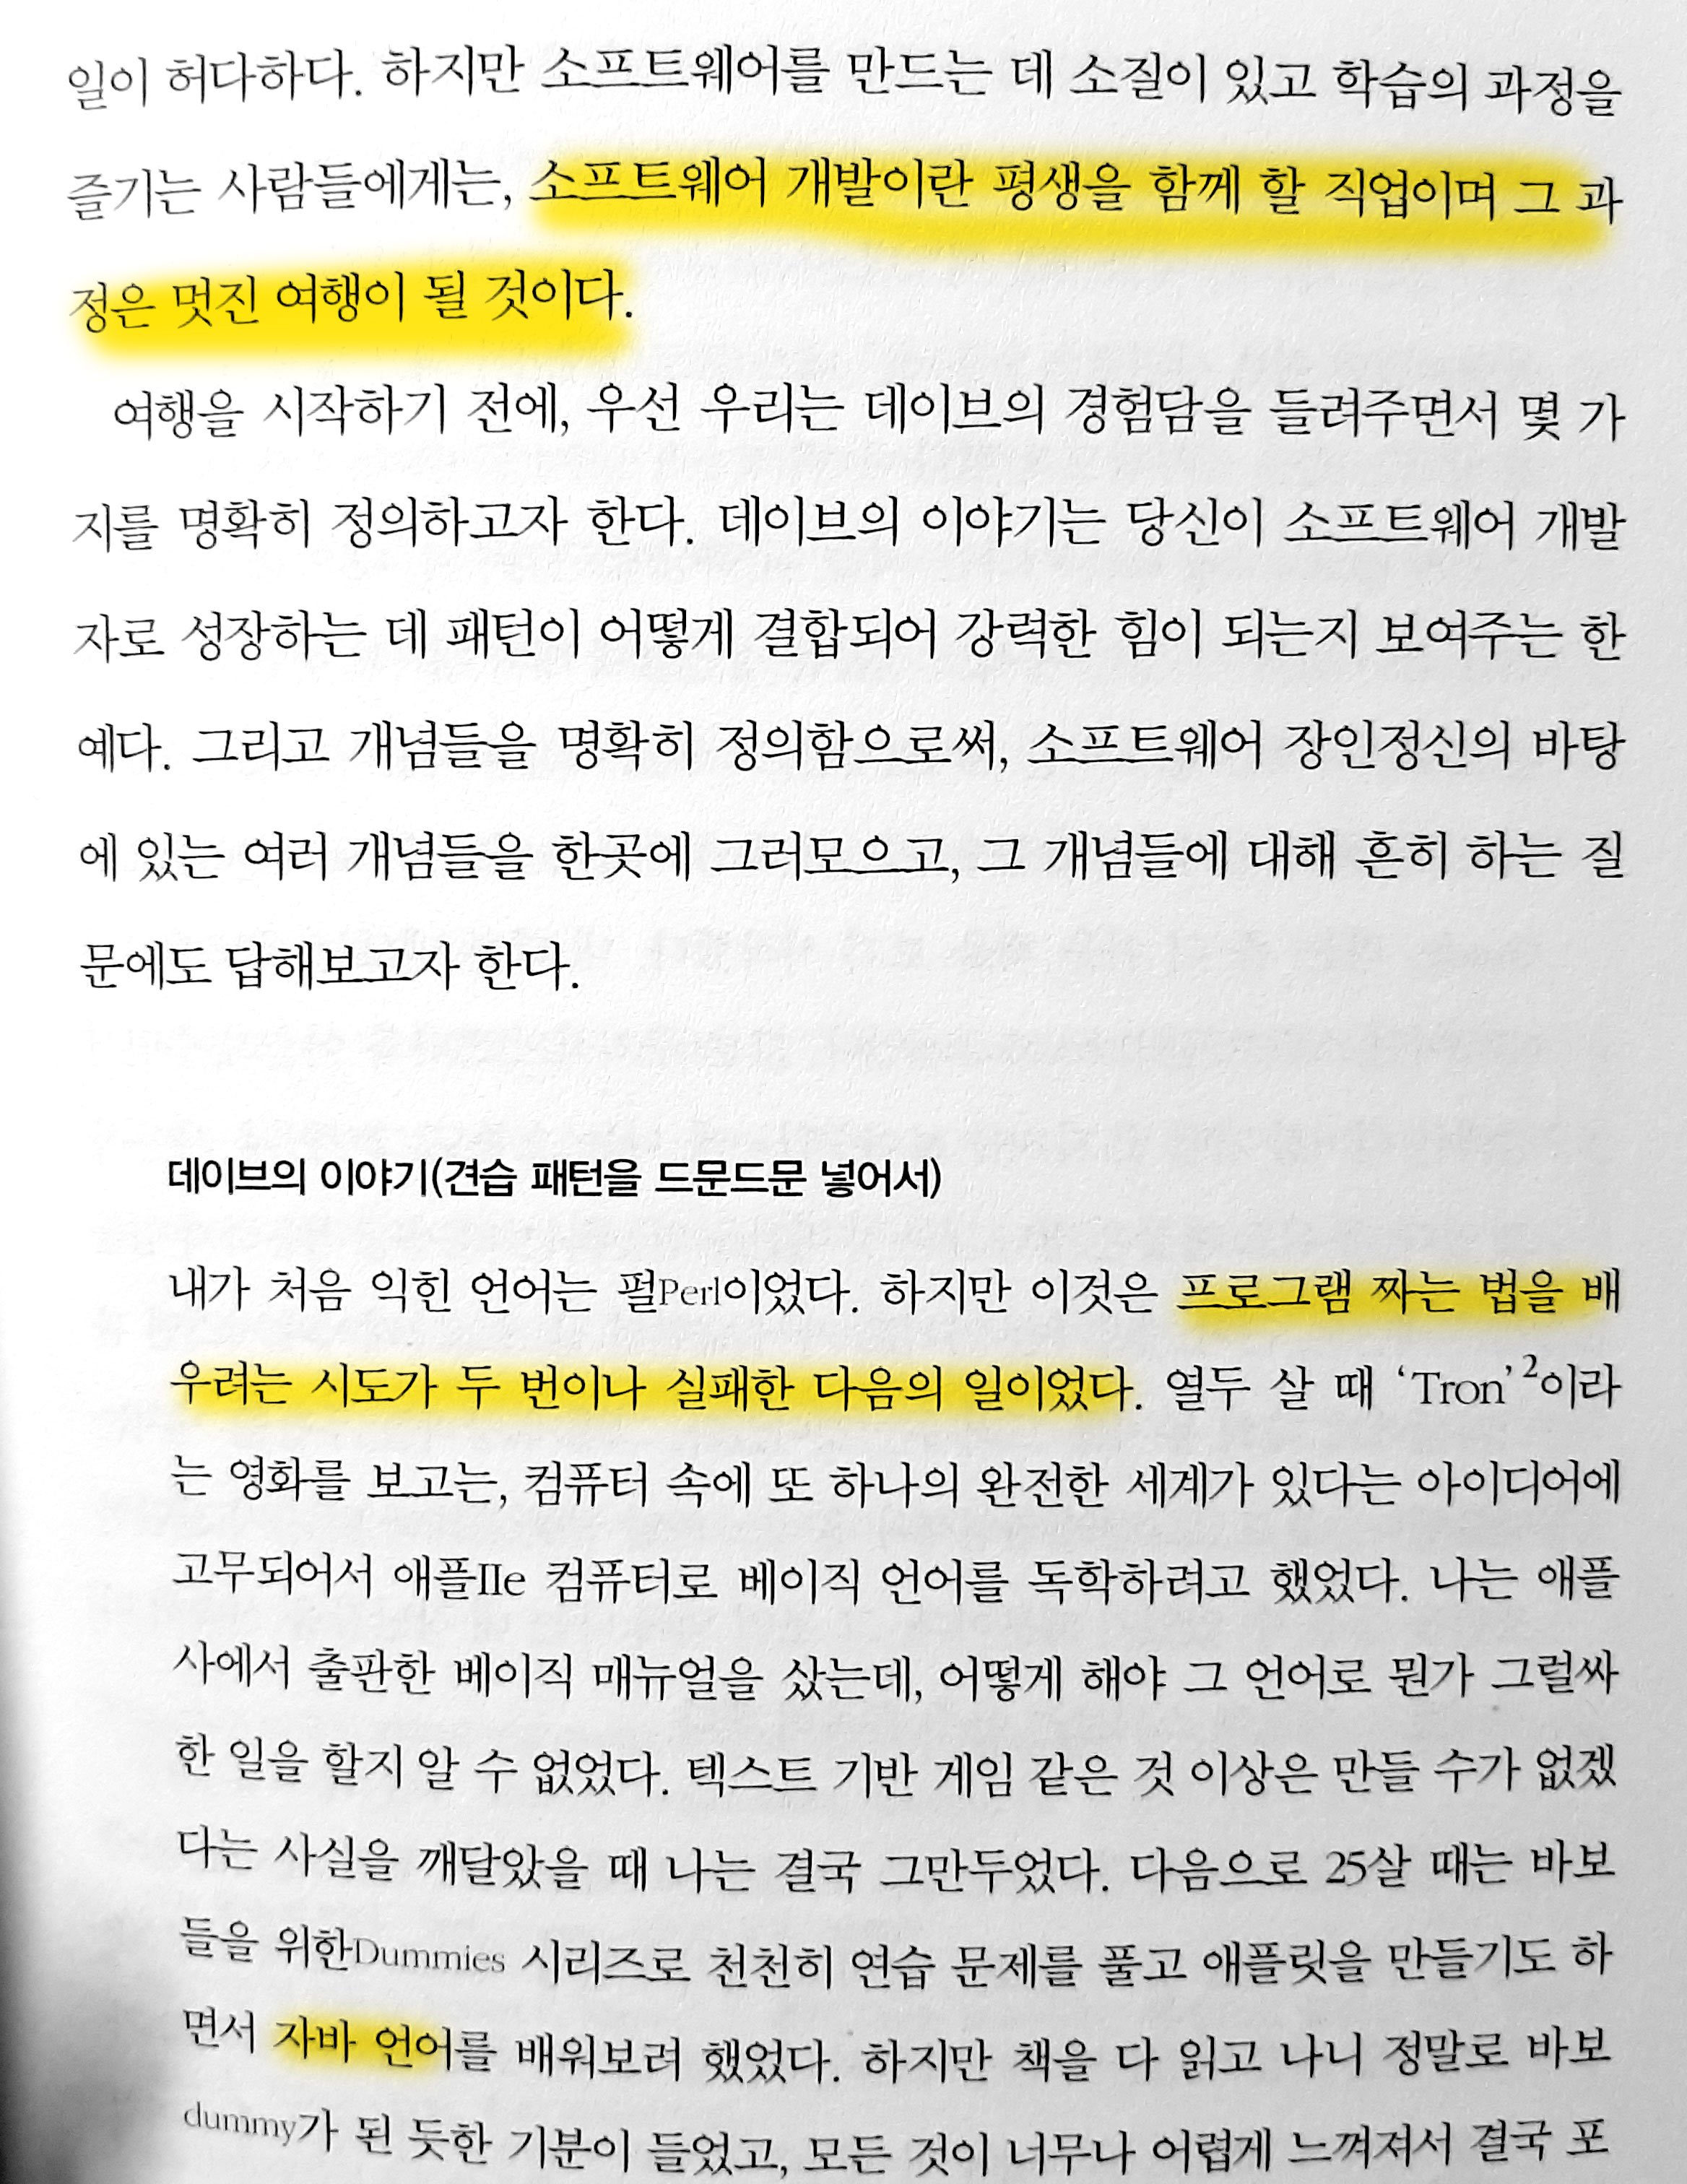 일이 허다하다. 하지만 소프트웨어를 만드는 데 소질이 있고 학습의 과정을
즐기는 사람들에게는, 소프트웨어 개발이란 평생을 함께 할 직업이며 그 과
정은 멋진 여행이 될 것이다.
여행을 시작하기 전에, 우선 우리는 데이브의 경험담을 들려주면서 몇 가
지를 명확히 정의하고자 한다. 데이브의 이야기는 당신이 소프트웨어 개발
자로 성장하는 데 패턴이 어떻게 결합되어 강력한 힘이 되는지 보여주는 한
예다. 그리고 개념들을 명확히 정의함으로써, 소프트웨어 장인정신의 바탕
에 있는 여러 개념들을 한곳에 그러모으고, 그 개념들에 대해 흔히 하는 질
문에도 답해보고자 한다.
데이브의 이야기(견습 패턴을 드문드문 넣어서)
내가 처음 익힌 언어는 펄Perl이었다. 하지만 이것은 프로그램 짜는 법을 배
우려는 시도가 두 번이나 실패한 다음의 일이었다. 열두 살 때 ‘Tron’²이라
는 영화를 보고는, 컴퓨터 속에 또 하나의 완전한 세계가 있다는 아이디어에
고무되어서 애플IIe 컴퓨터로 베이직 언어를 독학하려고 했었다. 나는 애플
사에서 출판한 베이직 매뉴얼을 샀는데, 어떻게 해야 그 언어로 뭔가 그럴싸
한 일을 할지 알 수 없었다. 텍스트 기반 게임 같은 것 이상은 만들 수가 없겠
다는 사실을 깨달았을 때 나는 결국 그만두었다. 다음으로 25살 때는 바보
들을 위한Dummies 시리즈로 천천히 연습 문제를 풀고 애플릿을 만들기도 하
면서 자바 언어를 배워보려 했었다. 하지만 책을 다 읽고 나니 정말로 바보
dummy가 된 듯한 기분이 들었고, 모든 것이 너무나 어렵게 느껴져서 결국 포